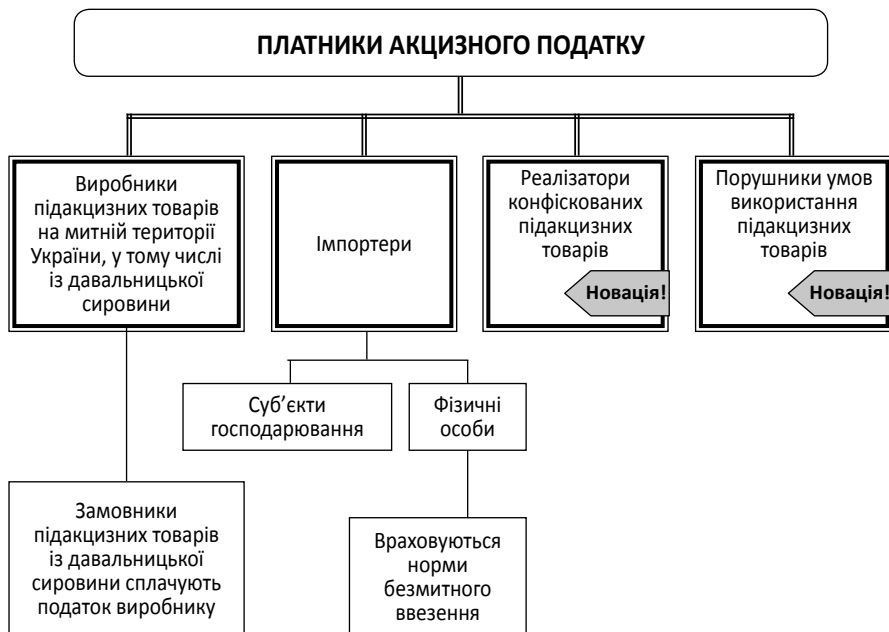 ПЛАТНИКИ АКЦИЗНОГО ПОДАТКУ
Виробники
підакцизних товарів
на митній території
України, у тому числі
із давальницької
сировини
Імпортери
Реалізатори
конфіскованих
підакцизних
товарів
Новація!
Порушники умов
використання
підакцизних
товарів
Новація!
Суб’єкти
господарювання
Фізичні
особи
Замовники
підакцизних товарів
із давальницької
сировини сплачують
податок виробнику
Враховуються
норми
безмитного
ввезення